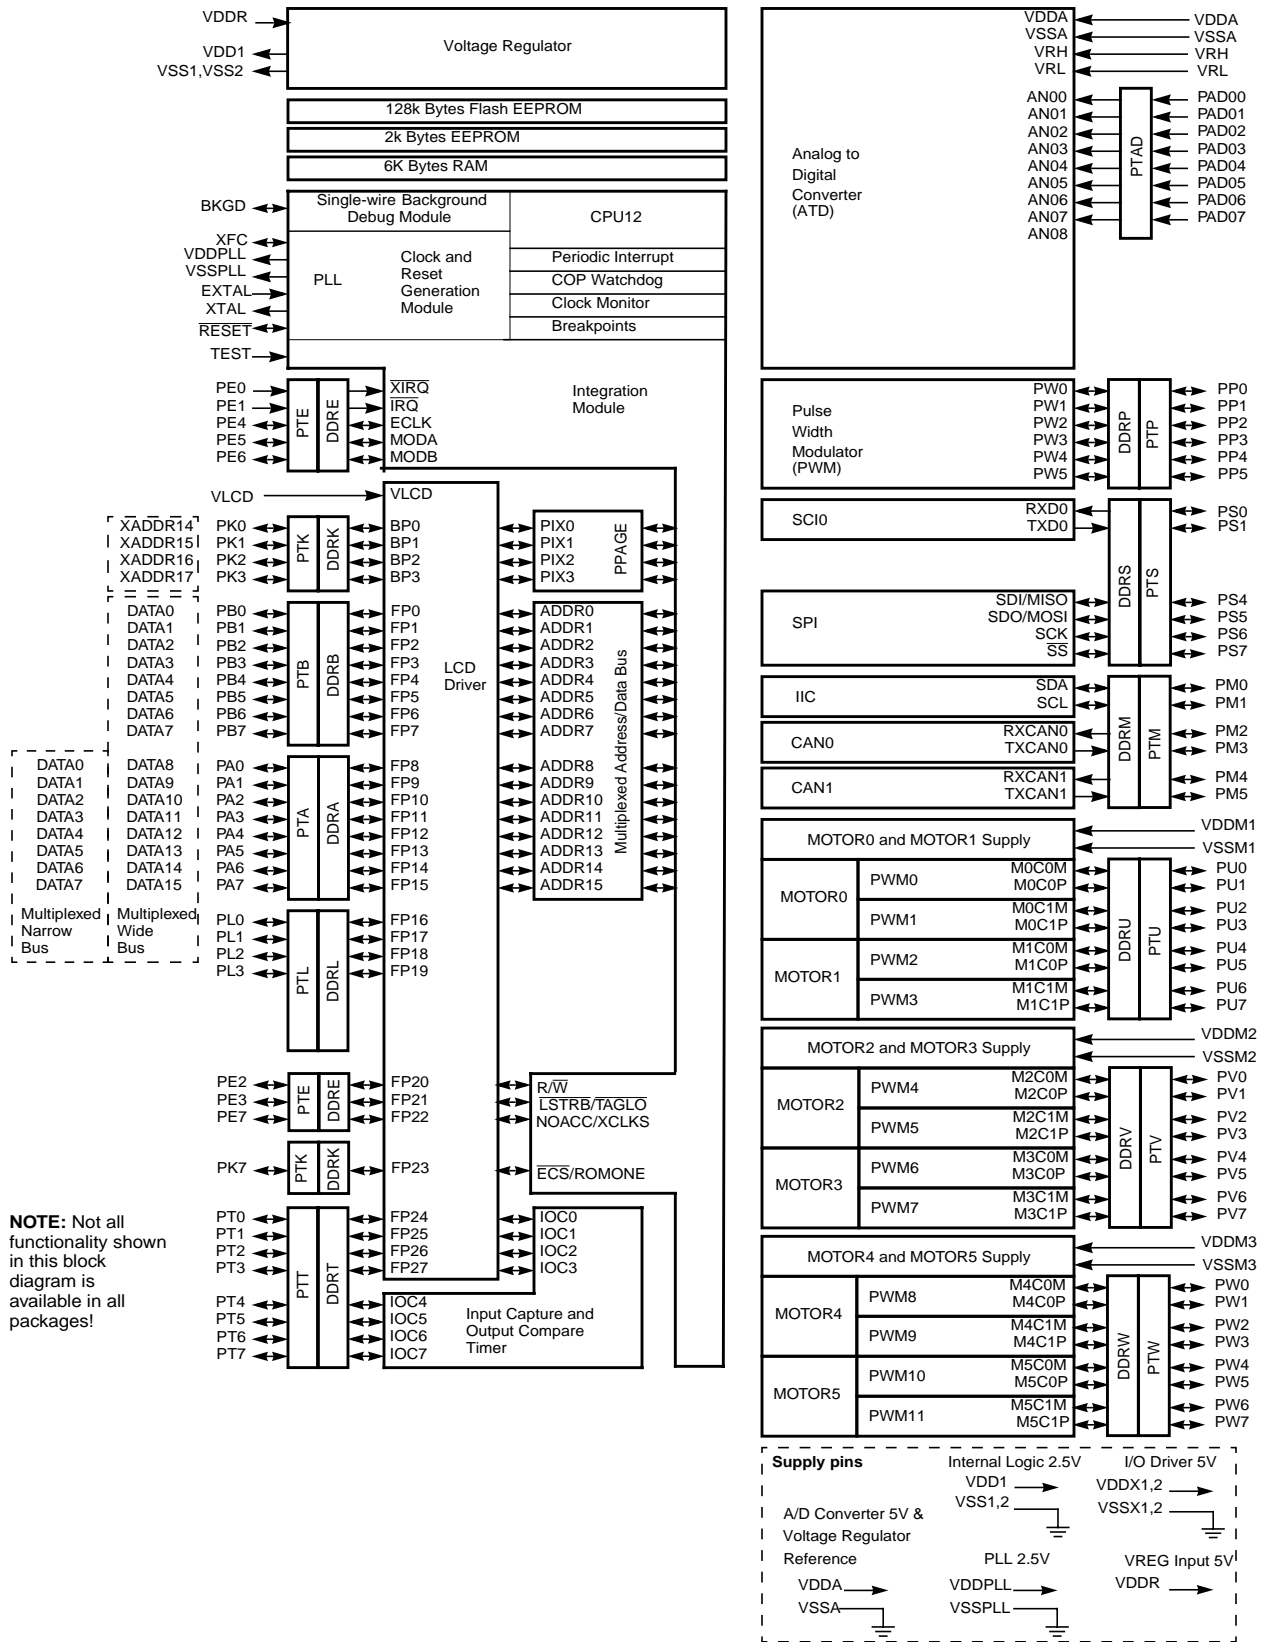 VDDR
VDD1
VSS1,VSS2
Voltage Regulator
128k Bytes Flash EEPROM
2k Bytes EEPROM
6K Bytes RAM
BKGD
XFC
VDDPLL
VSSPLL
EXTAL
XTAL
RESET
TEST
Single-wire Background
Debug Module
CPU12
PLL
Clock and
Reset
Generation
Module
Periodic Interrupt
COP Watchdog
Clock Monitor
Breakpoints
Integration
Module
PE0
PE1
PE4
PE5
PE6
PTE
DDRE
XIRQ
IRQ
ECLK
MODA
MODB
VLCD
VLCD
LCD
Driver
XADDR14
XADDR15
XADDR16
XADDR17
PK0
PK1
PK2
PK3
PTK
DDRK
BP0
BP1
BP2
BP3
PIX0
PIX1
PIX2
PIX3
PPAGE
DATA0
DATA1
DATA2
DATA3
DATA4
DATA5
DATA6
DATA7
PB0
PB1
PB2
PB3
PB4
PB5
PB6
PB7
PTB
DDRB
FP0
FP1
FP2
FP3
FP4
FP5
FP6
FP7
ADDR0
ADDR1
ADDR2
ADDR3
ADDR4
ADDR5
ADDR6
ADDR7
Multiplexed Address/Data Bus
DATA0
DATA1
DATA2
DATA3
DATA4
DATA5
DATA6
DATA7
Multiplexed
Narrow
Bus
DATA8
DATA9
DATA10
DATA11
DATA12
DATA13
DATA14
DATA15
Multiplexed
Wide
Bus
PA0
PA1
PA2
PA3
PA4
PA5
PA6
PA7
PTA
DDRA
FP8
FP9
FP10
FP11
FP12
FP13
FP14
FP15
ADDR8
ADDR9
ADDR10
ADDR11
ADDR12
ADDR13
ADDR14
ADDR15
PL0
PL1
PL2
PL3
PTL
DDRL
FP16
FP17
FP18
FP19
PE2
PE3
PE7
PTE
DDRE
FP20
FP21
FP22
R/W
LSTRB/TAGLO
NOACC/XCLKS
PK7
PTK
DDRK
FP23
ECS/ROMONE
PT0
PT1
PT2
PT3
PT4
PT5
PT6
PT7
PTT
DDRT
FP24
FP25
FP26
FP27
IOC0
IOC1
IOC2
IOC3
IOC4
IOC5
IOC6
IOC7
Input Capture and
Output Compare
Timer
NOTE: Not all
functionality shown
in this block
diagram is
available in all
packages!
Analog to
Digital
Converter
(ATD)
VDDA
VSSA
VRH
VRL
VDDA
VSSA
VRH
VRL
AN00
AN01
AN02
AN03
AN04
AN05
AN06
AN07
AN08
PTAD
PAD00
PAD01
PAD02
PAD03
PAD04
PAD05
PAD06
PAD07
Pulse
Width
Modulator
(PWM)
PW0
PW1
PW2
PW3
PW4
PW5
DDRP
PTP
PP0
PP1
PP2
PP3
PP4
PP5
SCI0
RXD0
TXD0
PS0
PS1
DDRS
PTS
SPI
SDI/MISO
SDO/MOSI
SCK
SS
PS4
PS5
PS6
PS7
IIC
SDA
SCL
PM0
PM1
CAN0
RXCAN0
TXCAN0
DDRM
PTM
PM2
PM3
CAN1
RXCAN1
TXCAN1
PM4
PM5
MOTOR0 and MOTOR1 Supply
VDDM1
VSSM1
MOTOR0
MOTOR1
PWM0
PWM1
PWM2
PWM3
M0C0M
M0C0P
M0C1M
M0C1P
M1C0M
M1C0P
M1C1M
M1C1P
DDRU
PTU
PU0
PU1
PU2
PU3
PU4
PU5
PU6
PU7
MOTOR2 and MOTOR3 Supply
VDDM2
VSSM2
MOTOR2
MOTOR3
PWM4
PWM5
PWM6
PWM7
M2C0M
M2C0P
M2C1M
M2C1P
M3C0M
M3C0P
M3C1M
M3C1P
DDRV
PTV
PV0
PV1
PV2
PV3
PV4
PV5
PV6
PV7
MOTOR4 and MOTOR5 Supply
VDDM3
VSSM3
MOTOR4
MOTOR5
PWM8
PWM9
PWM10
PWM11
M4C0M
M4C0P
M4C1M
M4C1P
M5C0M
M5C0P
M5C1M
M5C1P
DDRW
PTW
PW0
PW1
PW2
PW3
PW4
PW5
PW6
PW7
Supply pins
Internal Logic 2.5V
VDD1
VSS1,2
I/O Driver 5V
VDDX1,2
VSSX1,2
A/D Converter 5V &
Voltage Regulator
Reference
VDDA
VSSA
PLL 2.5V
VDDPLL
VSSPLL
VREG Input 5V
VDDR